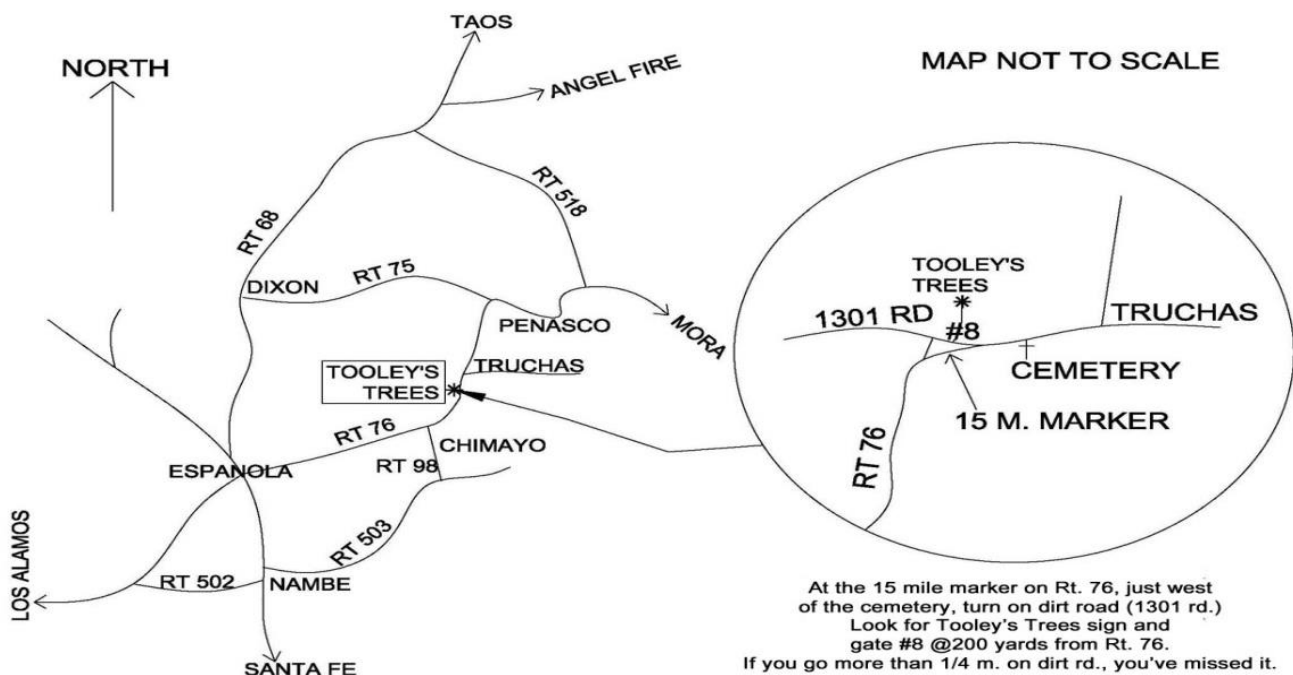 TAOS
NORTH
MAP NOT TO SCALE
ANGEL FIRE
RT 518
RT 68
RT 75
DIXON
PENASCO
MORA
TRUCHAS
TOOLEY'S
TREES
RT 76
CHIMAYO
ESPANOLA
RT 98
RT 503
LOS ALAMOS
RT 502
NAMBE
SANTA FE
TOOLEY'S
TREES
1301 RD
#8
TRUCHAS
CEMETERY
15 M. MARKER
RT 76
At the 15 mile marker on Rt. 76, just west
of the cemetery, turn on dirt road (1301 rd.)
Look for Tooley's Trees sign and
gate #8 @200 yards from Rt. 76.
If you go more than 1/4 m. on dirt rd., you've missed it.